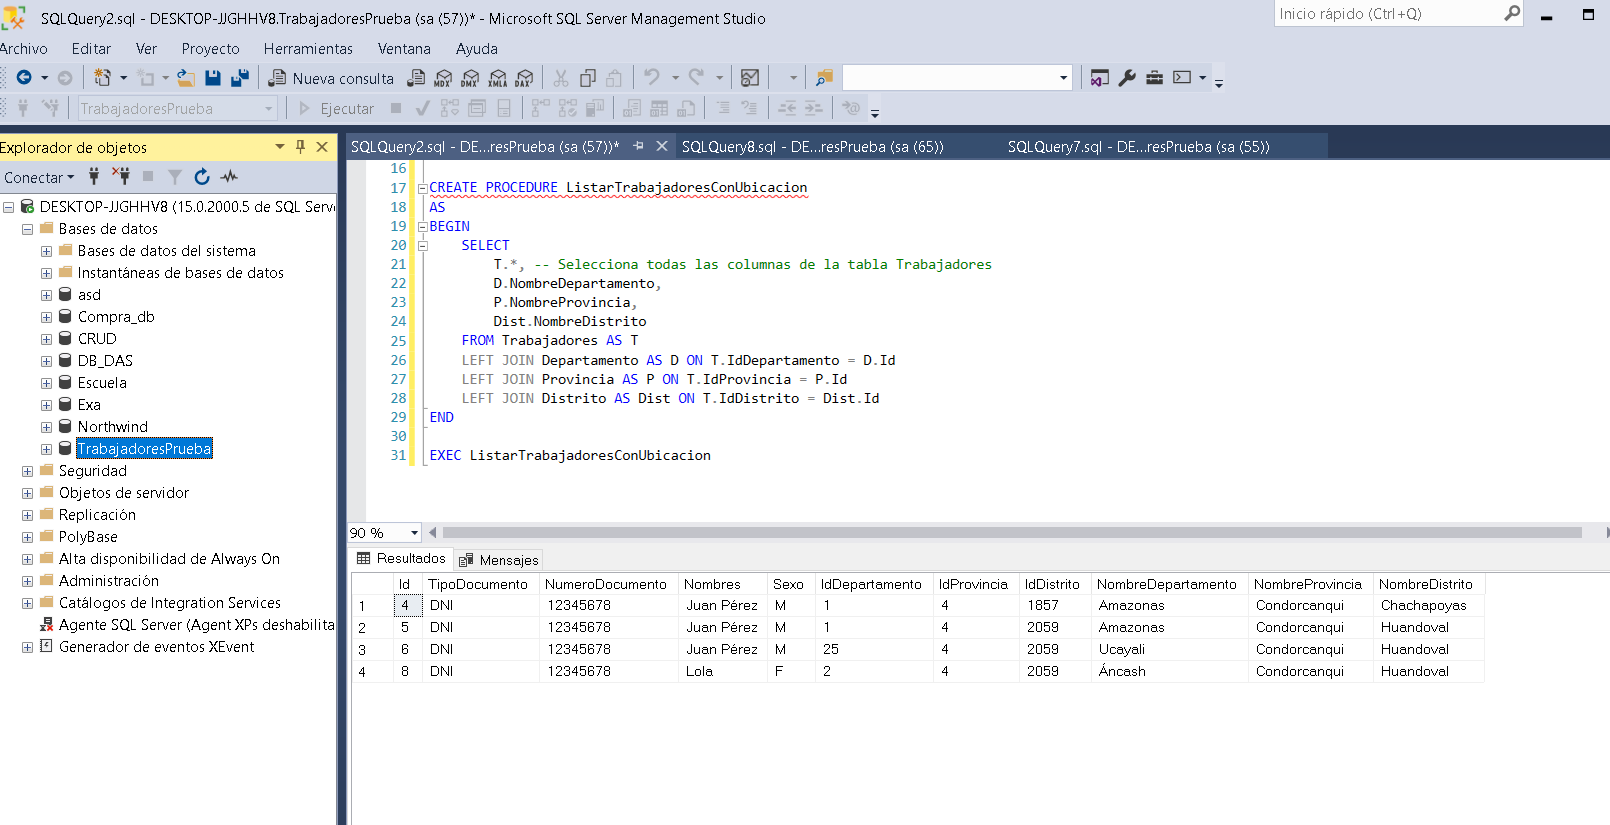 SQLQuery2.sql - DESKTOP-JJGHHV8.TrabajadoresPrueba (sa (57))* - Microsoft SQL Server Management Studio
Inicio rápido (Ctrl+Q)
Archivo Editar Ver Proyecto Herramientas Ventana Ayuda
Nueva consulta MDX DMX XMLA DAX
TrabajadoresPrueba Ejecutar
Explorador de objetos
Conectar
DESKTOP-JJGHHV8 (15.0.2000.5 de SQL Serv
Bases de datos
Bases de datos del sistema
Instantáneas de bases de datos
asd
Compra_db
CRUD
DB_DAS
Escuela
Exa
Northwind
TrabajadoresPrueba
Seguridad
Objetos de servidor
Replicación
PolyBase
Alta disponibilidad de Always On
Administración
Catálogos de Integration Services
Agente SQL Server (Agent XPs deshabilita
Generador de eventos XEvent
SQLQuery2.sql - DE...resPrueba (sa (57))* SQLQuery8.sql - DE...resPrueba (sa (65)) SQLQuery7.sql - DE...resPrueba (sa (55))
16
17 CREATE PROCEDURE ListarTrabajadoresConUbicacion
18 AS
19 BEGIN
20 SELECT
21 T.*, -- Selecciona todas las columnas de la tabla Trabajadores
22 D.NombreDepartamento,
23 P.NombreProvincia,
24 Dist.NombreDistrito
25 FROM Trabajadores AS T
26 LEFT JOIN Departamento AS D ON T.IdDepartamento = D.Id
27 LEFT JOIN Provincia AS P ON T.IdProvincia = P.Id
28 LEFT JOIN Distrito AS Dist ON T.IdDistrito = Dist.Id
29 END
30
31 EXEC ListarTrabajadoresConUbicacion
90 %
Resultados Mensajes
Id TipoDocumento NumeroDocumento Nombres Sexo IdDepartamento IdProvincia IdDistrito NombreDepartamento NombreProvincia NombreDistrito
1 4 DNI 12345678 Juan Pérez M 1 4 1857 Amazonas Condorcanqui Chachapoyas
2 5 DNI 12345678 Juan Pérez M 1 4 2059 Amazonas Condorcanqui Huandoval
3 6 DNI 12345678 Juan Pérez M 25 4 2059 Ucayali Condorcanqui Huandoval
4 8 DNI 12345678 Lola F 2 4 2059 Áncash Condorcanqui Huandoval